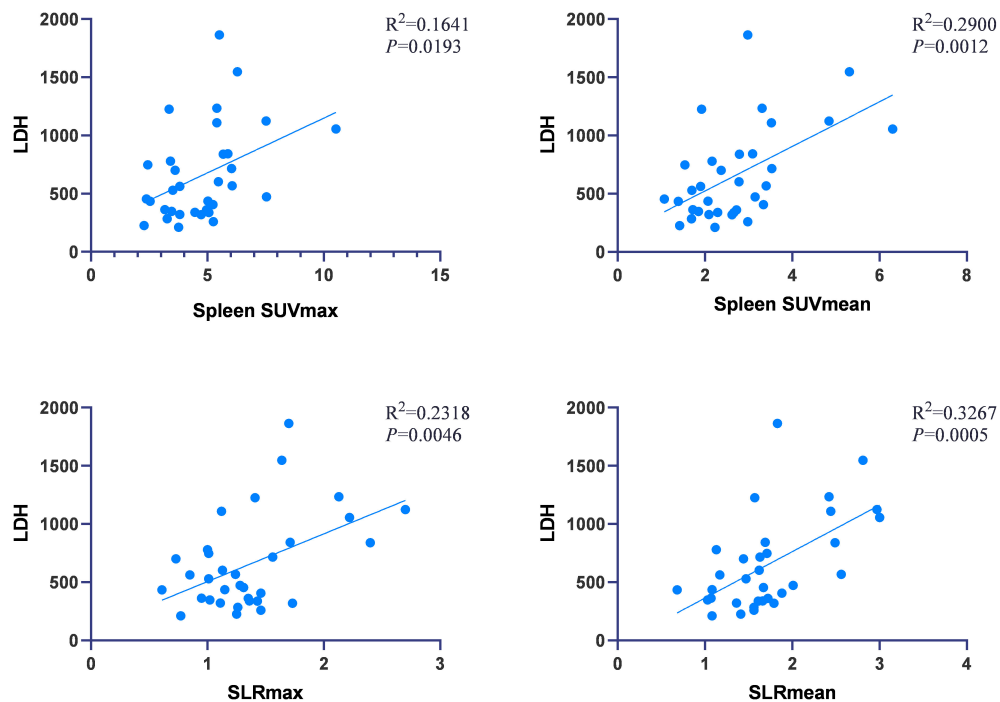 R²=0.1641
P=0.0193
2000
1500
1000
500
0
LDH
0 5 10 15
Spleen SUVmax
R²=0.2900
P=0.0012
2000
1500
1000
500
0
LDH
0 2 4 6 8
Spleen SUVmean
R²=0.2318
P=0.0046
2000
1500
1000
500
0
LDH
0 1 2 3
SLRmax
R²=0.3267
P=0.0005
2000
1500
1000
500
0
LDH
0 1 2 3 4
SLRmean